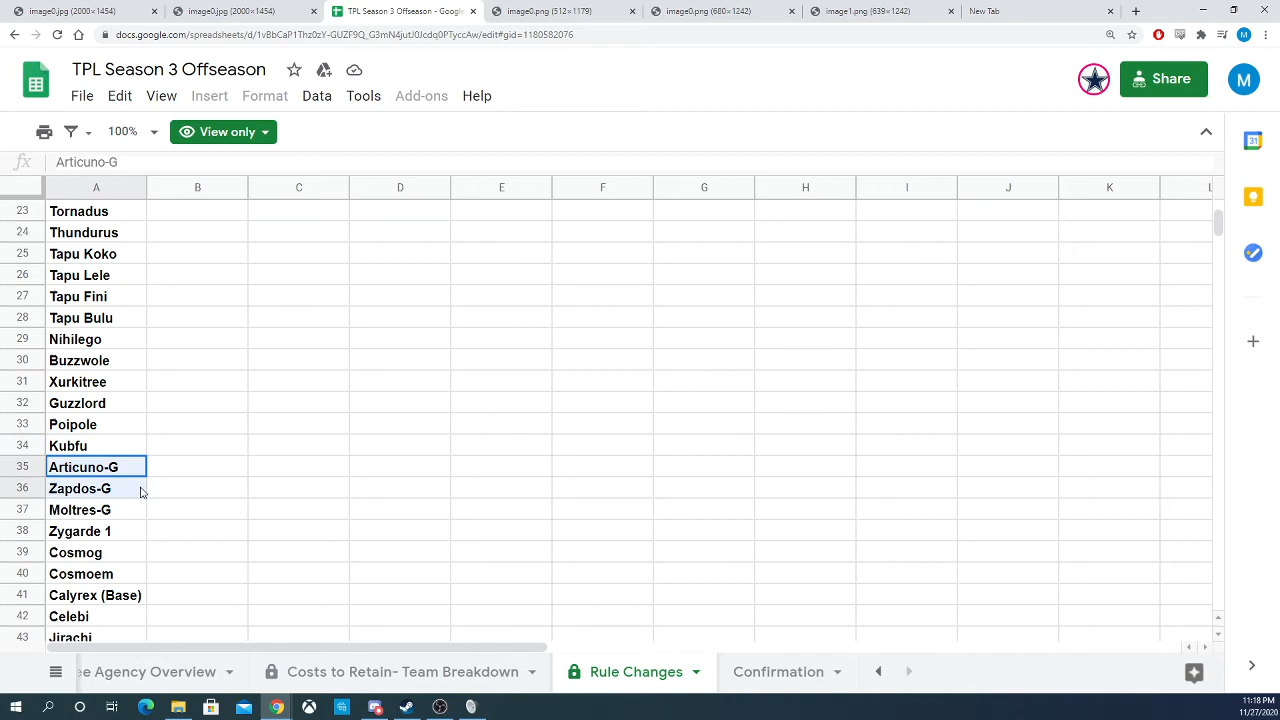 image0.jpg (2000×1454)
image0.jpg (2000×1454)
TPL Season 3 Offseason - Google
image0.png (512×1179)
image0.png (680×1242)
image1.png (639×1242)
New Tab
docs.google.com/spreadsheets/d/1vBbCaP1Thz0zY-GUZF9Q_G3mN4jutJ0Jcdq0PTyccAw/edit#gid=1180582076
M
TPL Season 3 Offseason
Share
M
File Edit View Insert Format Data Tools Add-ons Help
100% View only
31
fx Articuno-G
A B C D E F G H I J K L
23 Tornadus
24 Thundurus
25 Tapu Koko
26 Tapu Lele
27 Tapu Fini
28 Tapu Bulu
29 Nihilego
30 Buzzwole
31 Xurkitree
32 Guzzlord
33 Poipole
34 Kubfu
35 Articuno-G
36 Zapdos-G
37 Moltres-G
38 Zygarde 1
39 Cosmog
40 Cosmoem
41 Calyrex (Base)
42 Celebi
43 Jirachi
ee Agency Overview Costs to Retain- Team Breakdown Rule Changes Confirmation
11:18 PM
11/27/2020